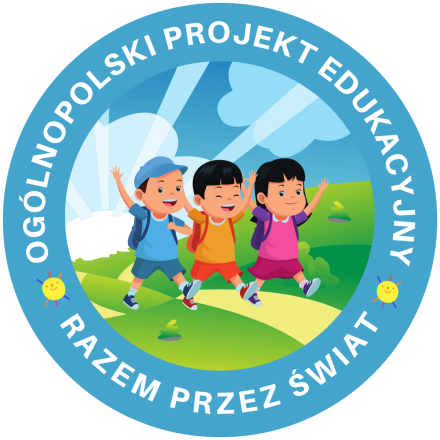 OGÓLNOPOLSKI PROJEKT EDUKACYJNY
RAZEM PRZEZ ŚWIAT